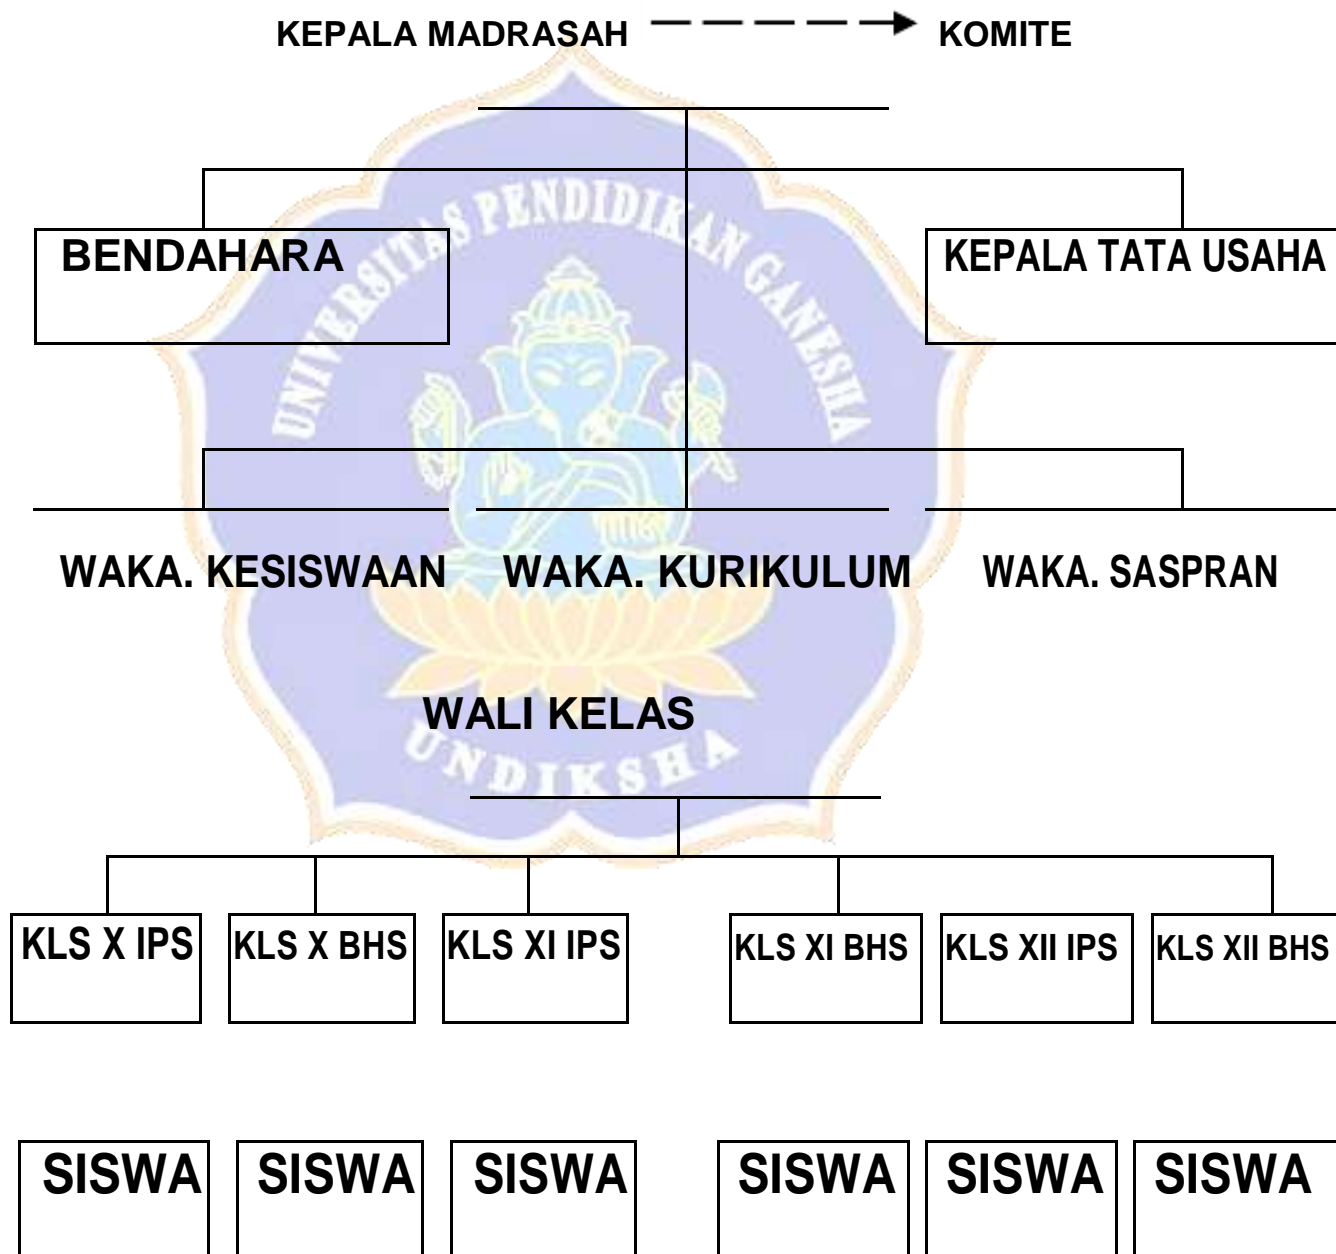 KEPALA MADRASAH KOMITE
UNIVERSITAS PENDIDIKAN GANESHA
BENDAHARA KEPALA TATA USAHA
WAKA. KESISWAAN WAKA. KURIKULUM WAKA. SASPRAN
WALI KELAS
UNDIKSHA
KLS X IPS KLS X BHS KLS XI IPS KLS XI BHS KLS XII IPS KLS XII BHS
SISWA SISWA SISWA SISWA SISWA SISWA